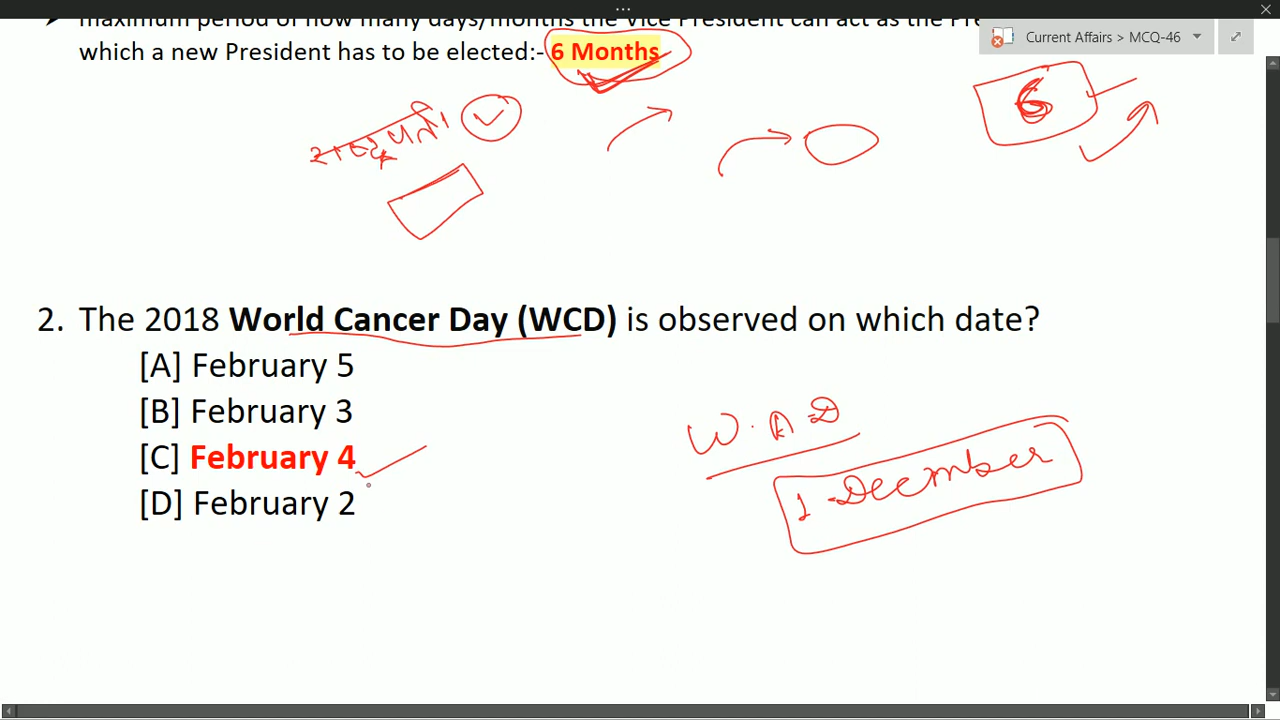 maximum period of how many days/months the Vice President can act as the Pre
Current Affairs > MCQ-46
which a new President has to be elected:- 6 Months
6
2. The 2018 World Cancer Day (WCD) is observed on which date?
[A] February 5
[B] February 3
[C] February 4
[D] February 2
W.A.D
1 December